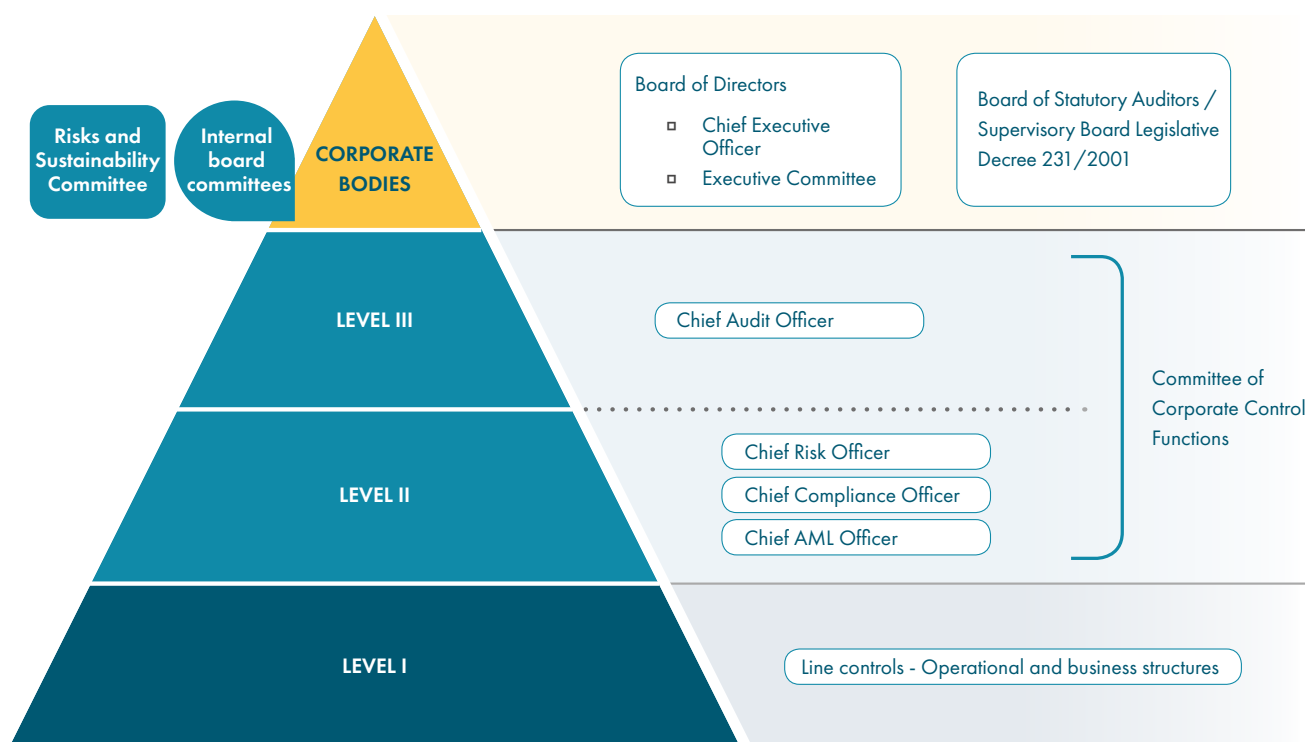 Risks and
Sustainability
Committee
Internal
board
committees
CORPORATE
BODIES
Board of Directors
Chief Executive
Officer
Executive Committee
Board of Statutory Auditors /
Supervisory Board Legislative
Decree 231/2001
LEVEL III
Chief Audit Officer
Committee of
Corporate Control
Functions
LEVEL II
Chief Risk Officer
Chief Compliance Officer
Chief AML Officer
LEVEL I
Line controls - Operational and business structures